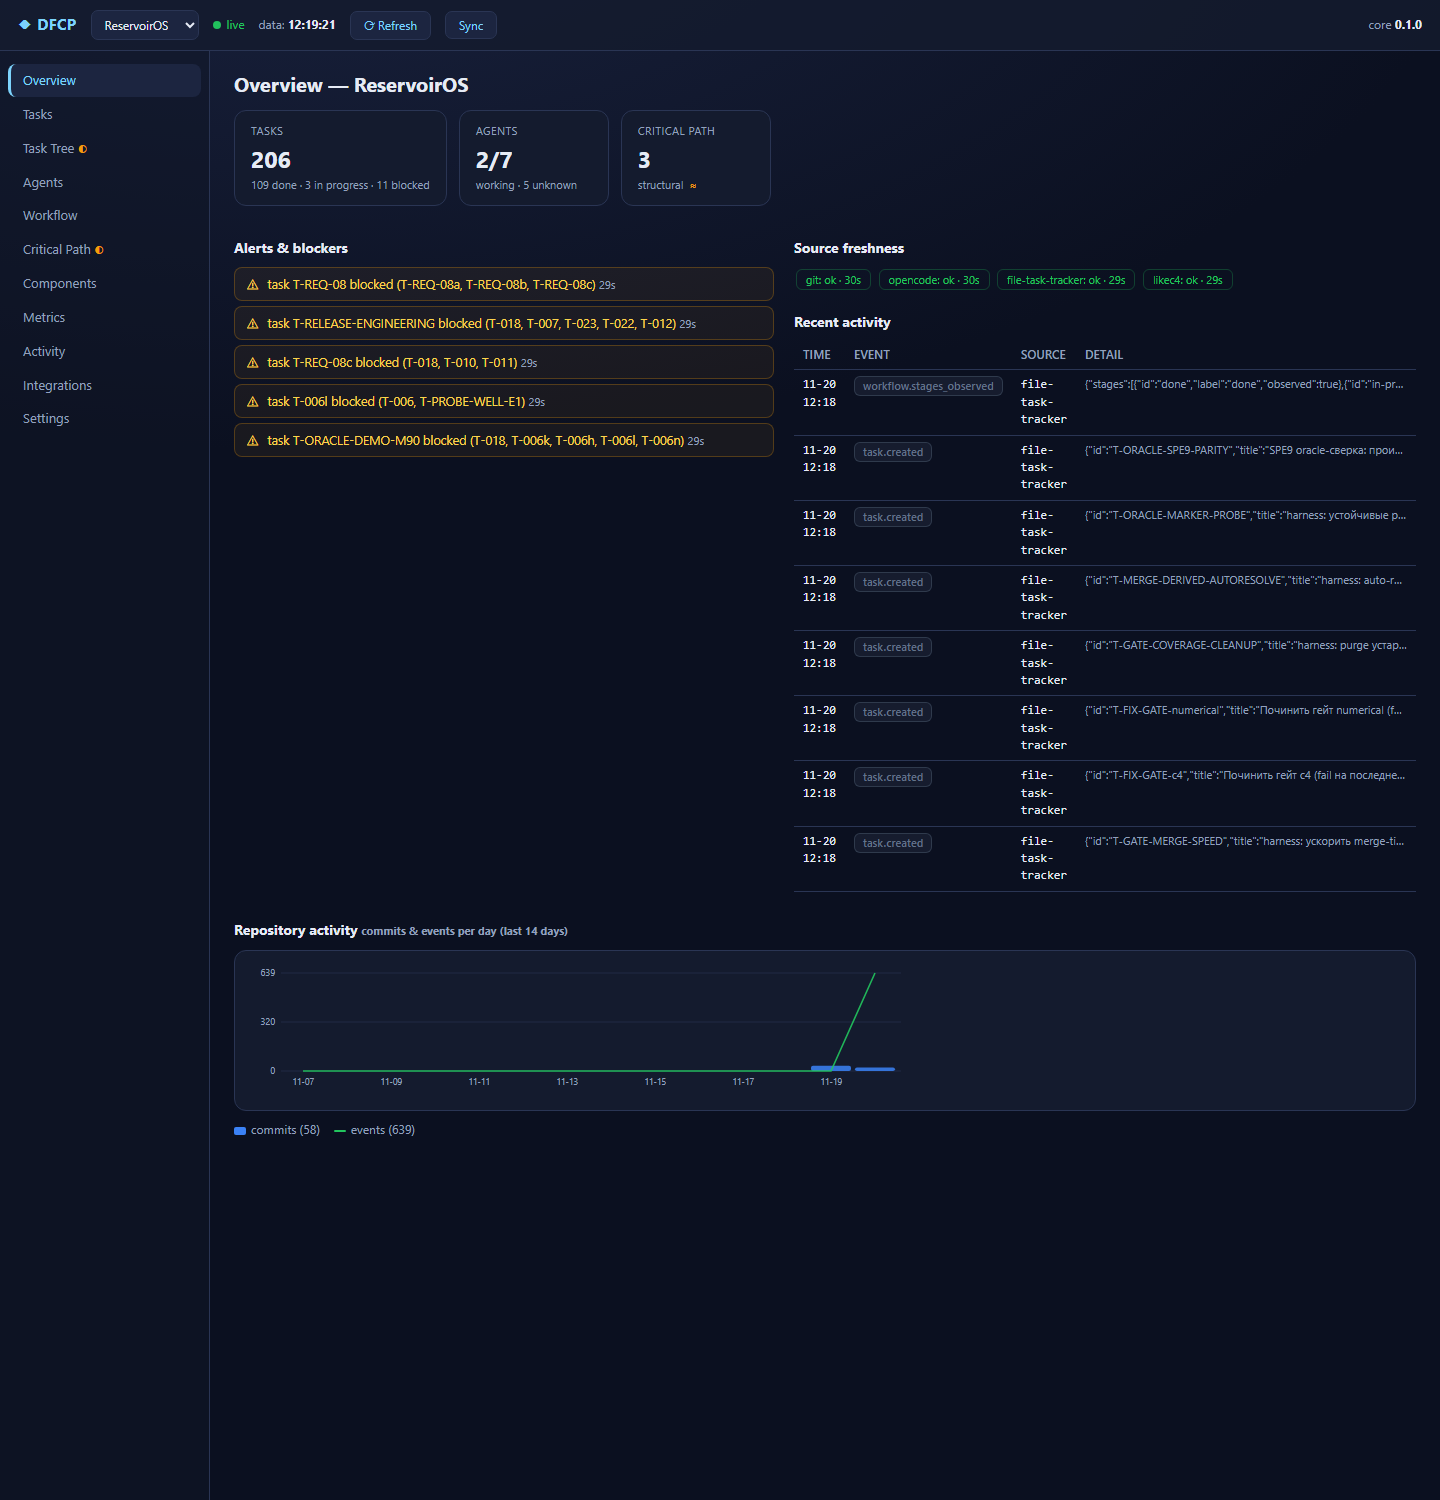 DFCP ReservoirOS live data: 12:19:21 Refresh Sync core 0.1.0
Overview
Tasks
Task Tree
Agents
Workflow
Critical Path
Components
Metrics
Activity
Integrations
Settings
Overview — ReservoirOS
TASKS
206
109 done · 3 in progress · 11 blocked
AGENTS
2/7
working · 5 unknown
CRITICAL PATH
3
structural ≈
Alerts & blockers
⚠ task T-REQ-08 blocked (T-REQ-08a, T-REQ-08b, T-REQ-08c) 29s
⚠ task T-RELEASE-ENGINEERING blocked (T-018, T-007, T-023, T-022, T-012) 29s
⚠ task T-REQ-08c blocked (T-018, T-010, T-011) 29s
⚠ task T-006l blocked (T-006, T-PROBE-WELL-E1) 29s
⚠ task T-ORACLE-DEMO-M90 blocked (T-018, T-006k, T-006h, T-006l, T-006n) 29s
Source freshness
git: ok · 30s opencode: ok · 30s file-task-tracker: ok · 29s likec4: ok · 29s
Recent activity
TIME EVENT SOURCE DETAIL
11-20 workflow.stages_observed file- {"stages":[{"id":"done","label":"done","observed":true},{"id":"in-pr...
12:18 task-
tracker
11-20 task.created file- {"id":"T-ORACLE-SPE9-PARITY","title":"SPE9 oracle-сверка: прои...
12:18 task-
tracker
11-20 task.created file- {"id":"T-ORACLE-MARKER-PROBE","title":"harness: устойчивые р...
12:18 task-
tracker
11-20 task.created file- {"id":"T-MERGE-DERIVED-AUTORESOLVE","title":"harness: auto-r...
12:18 task-
tracker
11-20 task.created file- {"id":"T-GATE-COVERAGE-CLEANUP","title":"harness: purge устар...
12:18 task-
tracker
11-20 task.created file- {"id":"T-FIX-GATE-numerical","title":"Починить гейт numerical (f...
12:18 task-
tracker
11-20 task.created file- {"id":"T-FIX-GATE-c4","title":"Починить гейт c4 (fail на последне...
12:18 task-
tracker
11-20 task.created file- {"id":"T-GATE-MERGE-SPEED","title":"harness: ускорить merge-ti...
12:18 task-
tracker
Repository activity commits & events per day (last 14 days)
639
320
0
11-07 11-09 11-11 11-13 11-15 11-17 11-19
commits (58) events (639)